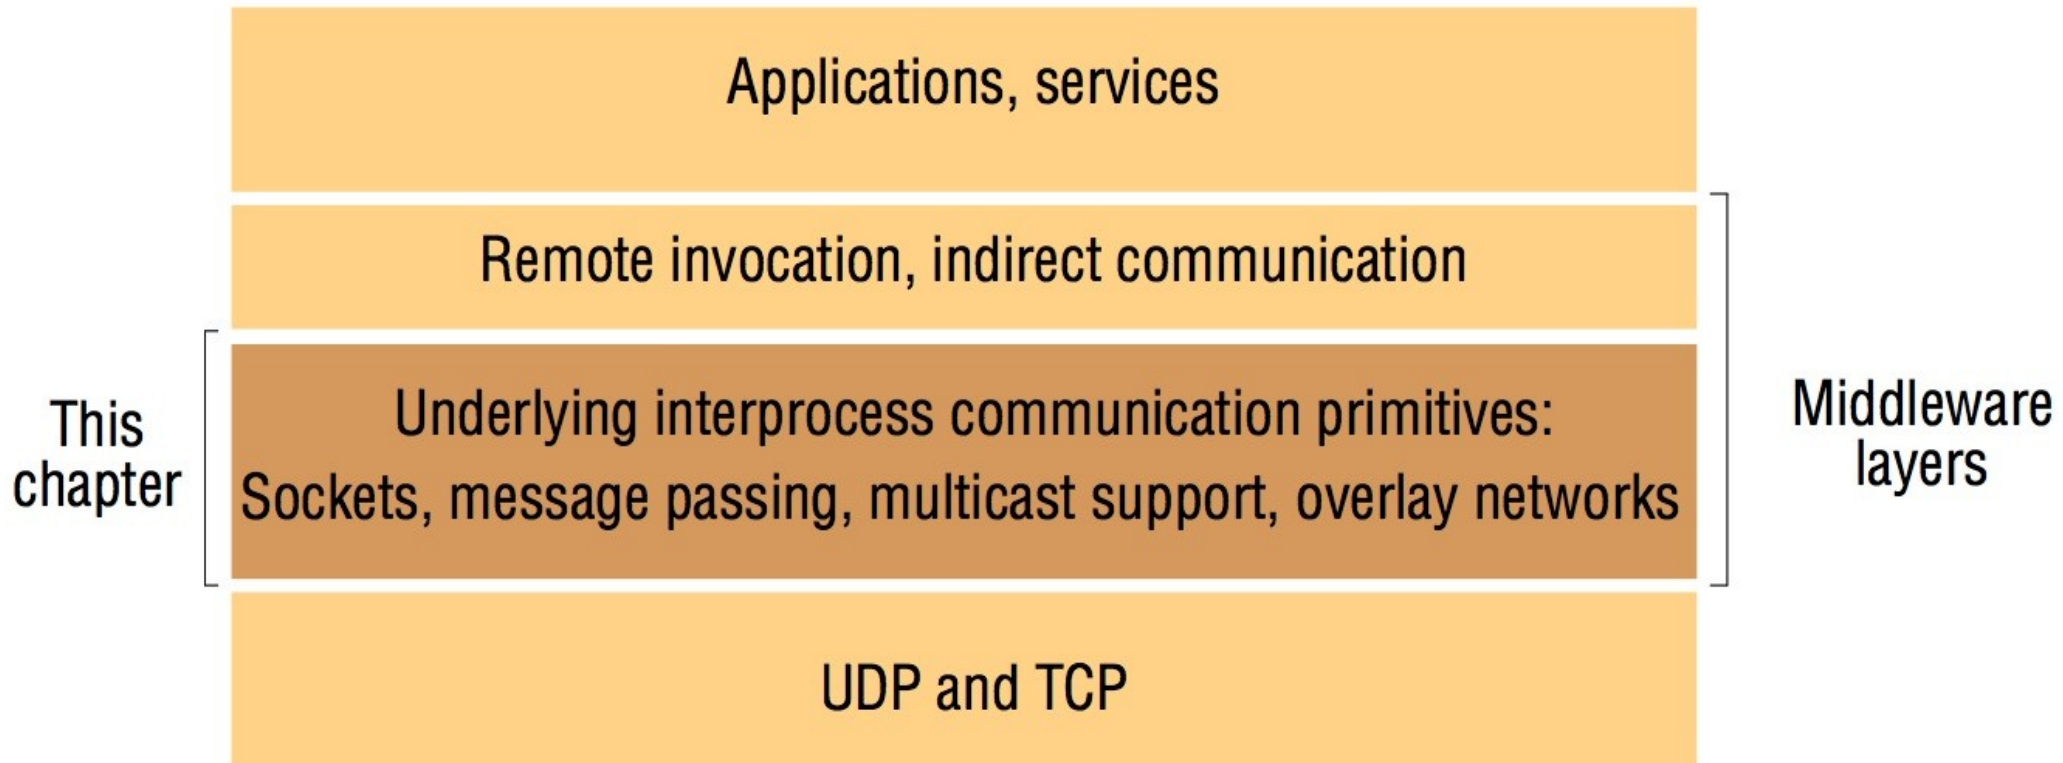 Applications, services
Remote invocation, indirect communication
This
chapter
Underlying interprocess communication primitives:
Sockets, message passing, multicast support, overlay networks
Middleware
layers
UDP and TCP